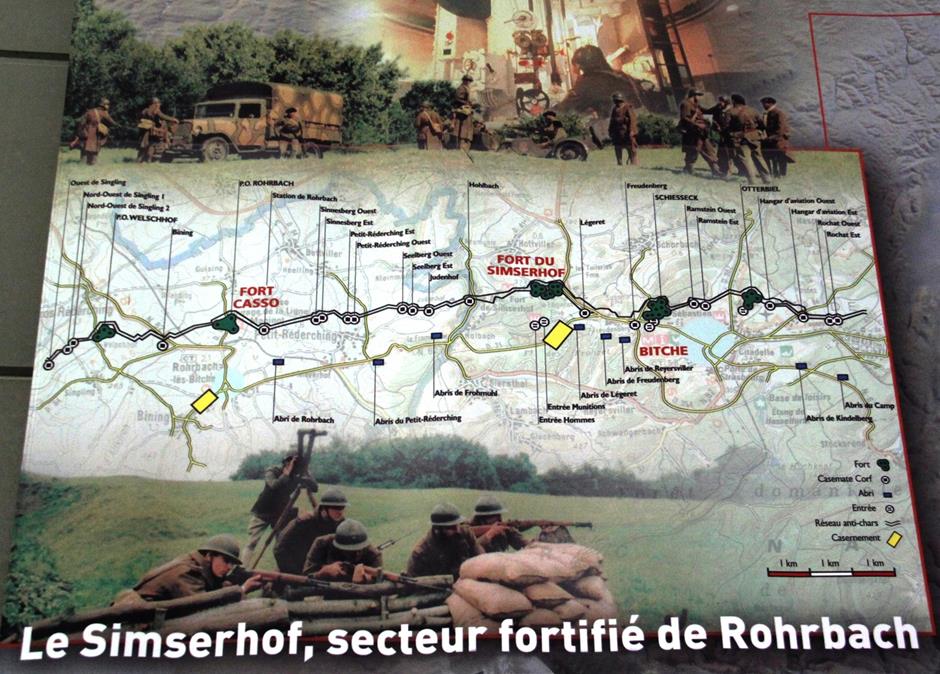 Ouest de Singling
Nord-Ouest de Singling 1
Nord-Ouest de Singling 2
P.O. WELSCHHOF
Bining
P.O. ROHRBACH
Station de Rohrbach
Sinnesberg Ouest
Sinnesberg Est
Petit-Réderching Est
Petit-Réderching Ouest
Seelberg Ouest
Seelberg Est
Judenhof
Hohlbach
Légeret
Freudenberg
SCHIESSECK
Ramstein Ouest
Ramstein Est
OTTERBIEL
Hangar d'aviation Ouest
Hangar d'aviation Est
Rochat Ouest
Rochat Est
FORT
CASSO
FORT DU
SIMSERHOF
BITCHE
Petit-Réderching
Rohrbach
lès-Bitche
Bining
Abri de Rohrbach
Abris du Petit-Réderching
Abris de Frohmuhl
Entrée Munitions
Entrée Hommes
Abris de Légeret
Abris de Freudenberg
Abris de Reyersviller
Abris de Kindelberg
Abris du Camp
Fort
Casemate Corf
Abri
Entrée
Réseau anti-chars
Casernement
1 km 1 km 1 km
Le Simserhof, secteur fortifié de Rohrbach